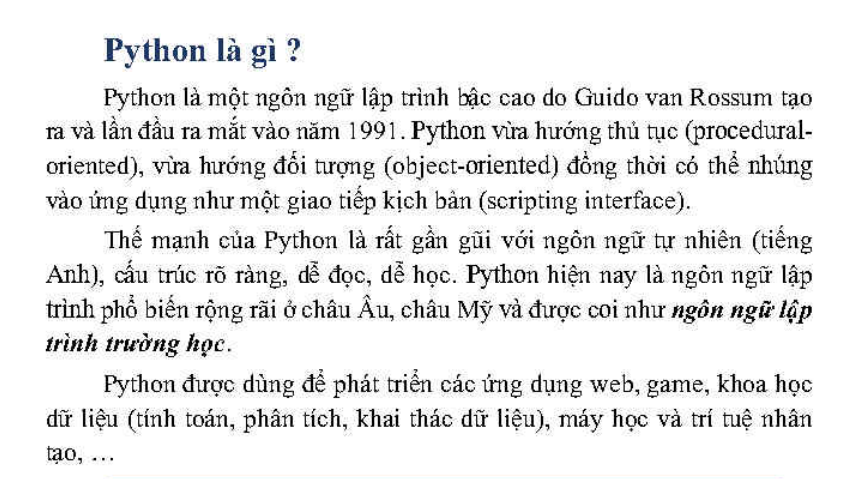 Python là gì ?
Python là một ngôn ngữ lập trình bậc cao do Guido van Rossum tạo
ra và lần đầu ra mắt vào năm 1991. Python vừa hướng thủ tục (procedural-
oriented), vừa hướng đối tượng (object-oriented) đồng thời có thể nhúng
vào ứng dụng như một giao tiếp kịch bản (scripting interface).
Thế mạnh của Python là rất gần gũi với ngôn ngữ tự nhiên (tiếng
Anh), cấu trúc rõ ràng, dễ đọc, dễ học. Python hiện nay là ngôn ngữ lập
trình phổ biến rộng rãi ở châu Âu, châu Mỹ và được coi như ngôn ngữ lập
trình trường học.
Python được dùng để phát triển các ứng dụng web, game, khoa học
dữ liệu (tính toán, phân tích, khai thác dữ liệu), máy học và trí tuệ nhân
tạo, …